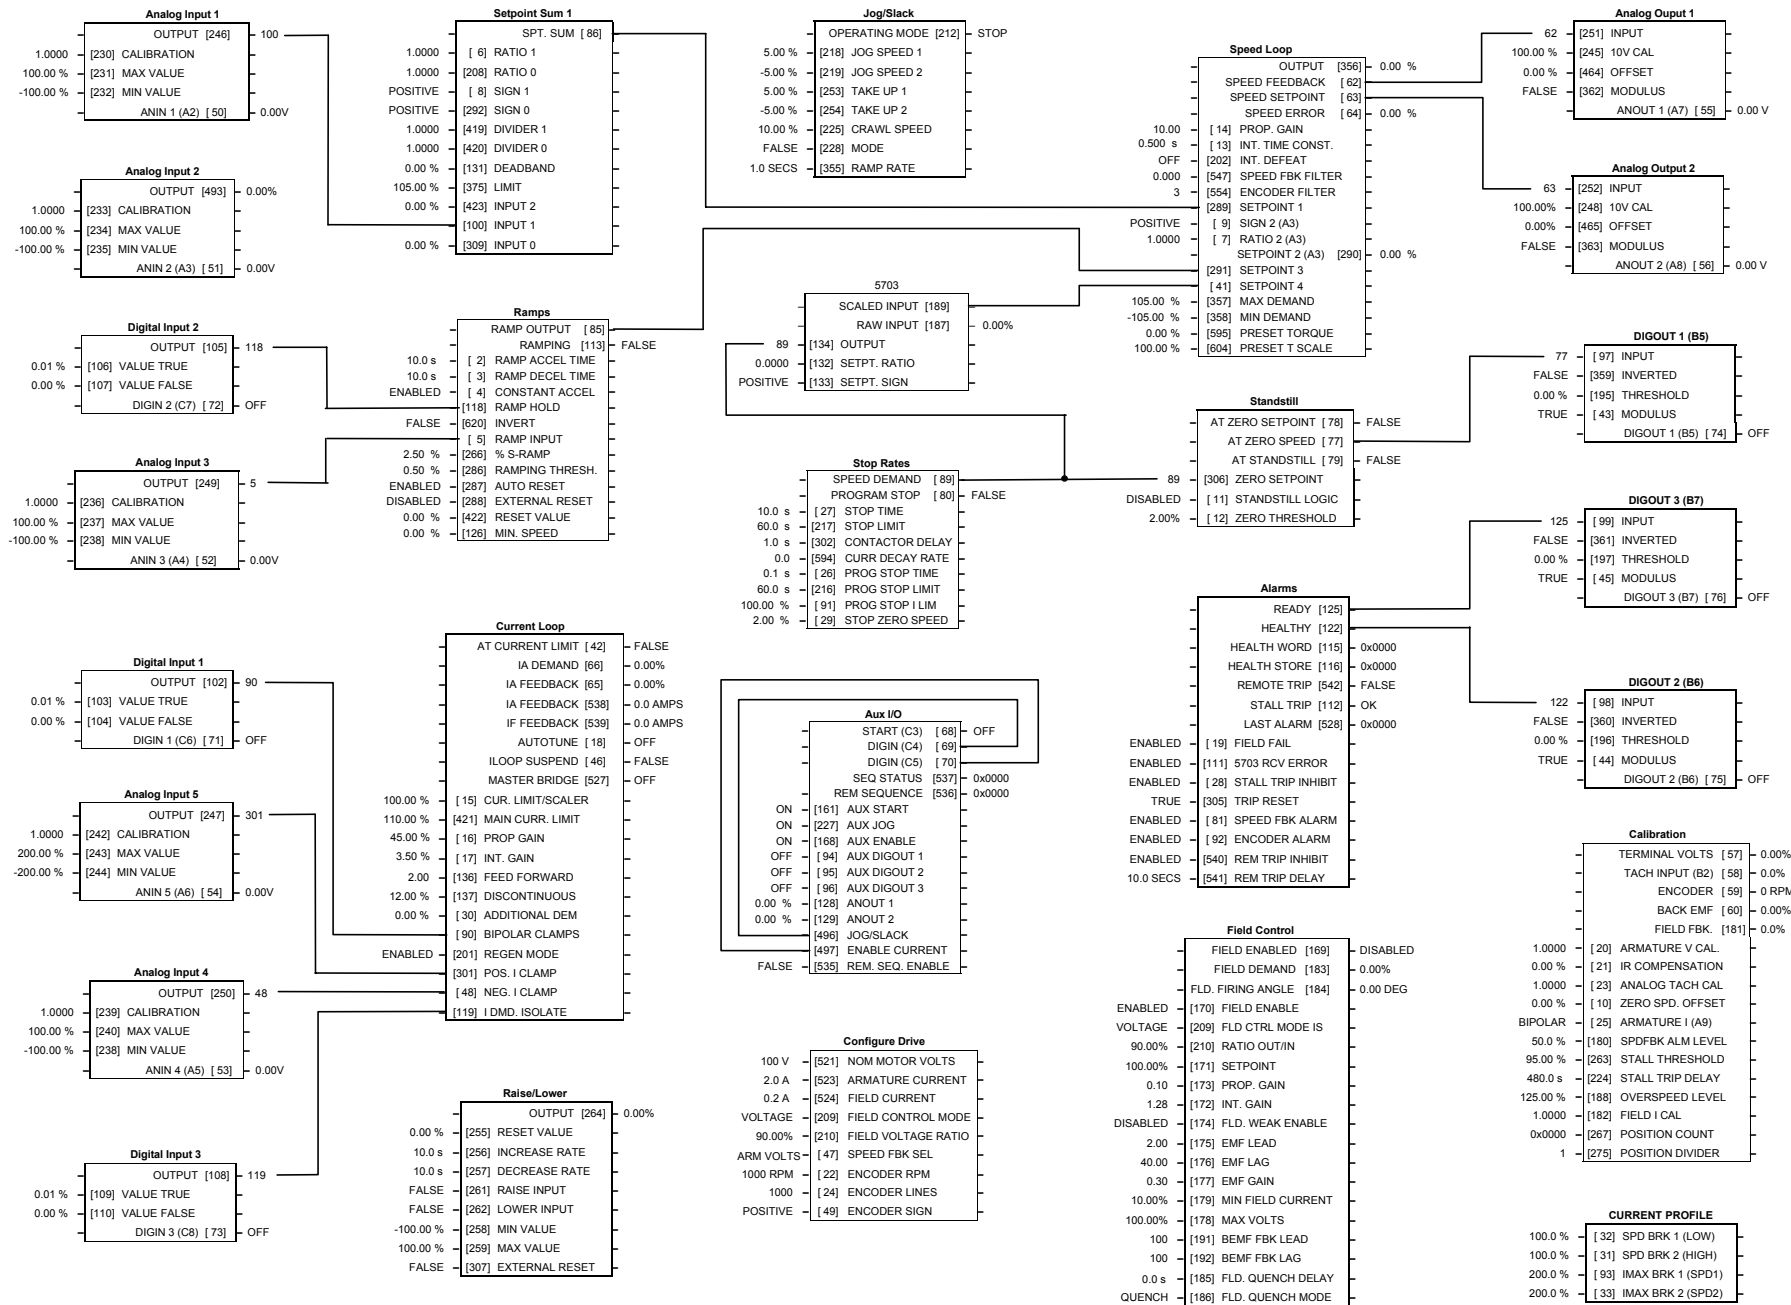 Analog Input 1
OUTPUT [246] 100
1.0000 [230] CALIBRATION
100.00 % [231] MAX VALUE
-100.00 % [232] MIN VALUE
ANIN 1 (A2) [ 50] 0.00V
Analog Input 2
OUTPUT [493] 0.00%
1.0000 [233] CALIBRATION
100.00 % [234] MAX VALUE
-100.00 % [235] MIN VALUE
ANIN 2 (A3) [ 51] 0.00V
Digital Input 2
OUTPUT [105] 118
0.01 % [106] VALUE TRUE
0.00 % [107] VALUE FALSE
DIGIN 2 (C7) [ 72] OFF
Analog Input 3
OUTPUT [249] 5
1.0000 [236] CALIBRATION
100.00 % [237] MAX VALUE
-100.00 % [238] MIN VALUE
ANIN 3 (A4) [ 52] 0.00V
Digital Input 1
OUTPUT [102] 90
0.01 % [103] VALUE TRUE
0.00 % [104] VALUE FALSE
DIGIN 1 (C6) [ 71] OFF
Analog Input 5
OUTPUT [247] 301
1.0000 [242] CALIBRATION
200.00 % [243] MAX VALUE
-200.00 % [244] MIN VALUE
ANIN 5 (A6) [ 54] 0.00V
Analog Input 4
OUTPUT [250] 48
1.0000 [239] CALIBRATION
100.00 % [240] MAX VALUE
-100.00 % [238] MIN VALUE
ANIN 4 (A5) [ 53] 0.00V
Digital Input 3
OUTPUT [108] 119
0.01 % [109] VALUE TRUE
0.00 % [110] VALUE FALSE
DIGIN 3 (C8) [ 73] OFF
Setpoint Sum 1
SPT. SUM [ 86]
1.0000 [ 6] RATIO 1
1.0000 [208] RATIO 0
POSITIVE [ 8] SIGN 1
POSITIVE [292] SIGN 0
1.0000 [419] DIVIDER 1
1.0000 [420] DIVIDER 0
0.00 % [131] DEADBAND
105.00 % [375] LIMIT
0.00 % [423] INPUT 2
[100] INPUT 1
0.00 % [309] INPUT 0
Ramps
RAMP OUTPUT [ 85]
RAMPING [113] FALSE
10.0 s [ 2] RAMP ACCEL TIME
10.0 s [ 3] RAMP DECEL TIME
ENABLED [ 4] CONSTANT ACCEL
[118] RAMP HOLD
FALSE [620] INVERT
[ 5] RAMP INPUT
2.50 % [266] % S-RAMP
0.50 % [286] RAMPING THRESH.
ENABLED [287] AUTO RESET
DISABLED [288] EXTERNAL RESET
0.00 % [422] RESET VALUE
0.00 % [126] MIN. SPEED
Current Loop
AT CURRENT LIMIT [ 42] FALSE
IA DEMAND [66] 0.00%
IA FEEDBACK [65] 0.00%
IA FEEDBACK [538] 0.0 AMPS
IF FEEDBACK [539] 0.0 AMPS
AUTOTUNE [ 18] OFF
ILOOP SUSPEND [ 46] FALSE
MASTER BRIDGE [527] OFF
100.00 % [ 15] CUR. LIMIT/SCALER
110.00 % [421] MAIN CURR. LIMIT
45.00 % [ 16] PROP GAIN
3.50 % [ 17] INT. GAIN
2.00 [136] FEED FORWARD
12.00 % [137] DISCONTINUOUS
0.00 % [ 30] ADDITIONAL DEM
[ 90] BIPOLAR CLAMPS
ENABLED [201] REGEN MODE
[301] POS. I CLAMP
[ 48] NEG. I CLAMP
[119] I DMD. ISOLATE
Raise/Lower
OUTPUT [264] 0.00%
0.00 % [255] RESET VALUE
10.0 s [256] INCREASE RATE
10.0 s [257] DECREASE RATE
FALSE [261] RAISE INPUT
FALSE [262] LOWER INPUT
-100.00 % [258] MIN VALUE
100.00 % [259] MAX VALUE
FALSE [307] EXTERNAL RESET
Jog/Slack
OPERATING MODE [212] STOP
5.00 % [218] JOG SPEED 1
-5.00 % [219] JOG SPEED 2
5.00 % [253] TAKE UP 1
-5.00 % [254] TAKE UP 2
10.00 % [225] CRAWL SPEED
FALSE [228] MODE
1.0 SECS [355] RAMP RATE
5703
SCALED INPUT [189]
RAW INPUT [187] 0.00%
89 [134] OUTPUT
0.0000 [132] SETPT. RATIO
POSITIVE [133] SETPT. SIGN
Stop Rates
SPEED DEMAND [ 89]
PROGRAM STOP [ 80] FALSE
10.0 s [ 27] STOP TIME
60.0 s [217] STOP LIMIT
1.0 s [302] CONTACTOR DELAY
0.0 [594] CURR DECAY RATE
0.1 s [ 26] PROG STOP TIME
60.0 s [216] PROG STOP LIMIT
100.00 % [ 91] PROG STOP I LIM
2.00 % [ 29] STOP ZERO SPEED
Aux I/O
START (C3) [ 68] OFF
DIGIN (C4) [ 69]
DIGIN (C5) [ 70]
SEQ STATUS [537] 0x0000
REM SEQUENCE [536] 0x0000
ON [161] AUX START
ON [227] AUX JOG
ON [168] AUX ENABLE
OFF [ 94] AUX DIGOUT 1
OFF [ 95] AUX DIGOUT 2
OFF [ 96] AUX DIGOUT 3
0.00 % [128] ANOUT 1
0.00 % [129] ANOUT 2
[496] JOG/SLACK
[497] ENABLE CURRENT
FALSE [535] REM. SEQ. ENABLE
Configure Drive
100 V [521] NOM MOTOR VOLTS
2.0 A [523] ARMATURE CURRENT
0.2 A [524] FIELD CURRENT
VOLTAGE [209] FIELD CONTROL MODE
90.00% [210] FIELD VOLTAGE RATIO
ARM VOLTS [ 47] SPEED FBK SEL
1000 RPM [ 22] ENCODER RPM
1000 [ 24] ENCODER LINES
POSITIVE [ 49] ENCODER SIGN
Speed Loop
OUTPUT [356] 0.00 %
SPEED FEEDBACK [ 62]
SPEED SETPOINT [ 63]
SPEED ERROR [ 64] 0.00 %
10.00 [ 14] PROP. GAIN
0.500 s [ 13] INT. TIME CONST.
OFF [202] INT. DEFEAT
0.000 [547] SPEED FBK FILTER
3 [554] ENCODER FILTER
[289] SETPOINT 1
POSITIVE [ 9] SIGN 2 (A3)
1.0000 [ 7] RATIO 2 (A3)
SETPOINT 2 (A3) [290] 0.00 %
[291] SETPOINT 3
[ 41] SETPOINT 4
105.00 % [357] MAX DEMAND
-105.00 % [358] MIN DEMAND
0.00 % [595] PRESET TORQUE
100.00 % [604] PRESET T SCALE
Standstill
AT ZERO SETPOINT [ 78] FALSE
AT ZERO SPEED [ 77]
AT STANDSTILL [ 79] FALSE
89 [306] ZERO SETPOINT
DISABLED [ 11] STANDSTILL LOGIC
2.00% [ 12] ZERO THRESHOLD
Alarms
READY [125]
HEALTHY [122]
HEALTH WORD [115] 0x0000
HEALTH STORE [116] 0x0000
REMOTE TRIP [542] FALSE
STALL TRIP [112] OK
LAST ALARM [528] 0x0000
ENABLED [ 19] FIELD FAIL
ENABLED [111] 5703 RCV ERROR
ENABLED [ 28] STALL TRIP INHIBIT
TRUE [305] TRIP RESET
ENABLED [ 81] SPEED FBK ALARM
ENABLED [ 92] ENCODER ALARM
ENABLED [540] REM TRIP INHIBIT
10.0 SECS [541] REM TRIP DELAY
Field Control
FIELD ENABLED [169] DISABLED
FIELD DEMAND [183] 0.00%
FLD. FIRING ANGLE [184] 0.00 DEG
ENABLED [170] FIELD ENABLE
VOLTAGE [209] FLD CTRL MODE IS
90.00% [210] RATIO OUT/IN
100.00% [171] SETPOINT
0.10 [173] PROP. GAIN
1.28 [172] INT. GAIN
DISABLED [174] FLD. WEAK ENABLE
2.00 [175] EMF LEAD
40.00 [176] EMF LAG
0.30 [177] EMF GAIN
10.00% [179] MIN FIELD CURRENT
100.00% [178] MAX VOLTS
100 [191] BEMF FBK LEAD
100 [192] BEMF FBK LAG
0.0 s [185] FLD. QUENCH DELAY
QUENCH [186] FLD. QUENCH MODE
Analog Ouput 1
62 [251] INPUT
100.00 % [245] 10V CAL
0.00 % [464] OFFSET
FALSE [362] MODULUS
ANOUT 1 (A7) [ 55] 0.00 V
Analog Output 2
63 [252] INPUT
100.00% [248] 10V CAL
0.00% [465] OFFSET
FALSE [363] MODULUS
ANOUT 2 (A8) [ 56] 0.00 V
DIGOUT 1 (B5)
77 [ 97] INPUT
FALSE [359] INVERTED
0.00 % [195] THRESHOLD
TRUE [ 43] MODULUS
DIGOUT 1 (B5) [ 74] OFF
DIGOUT 3 (B7)
125 [ 99] INPUT
FALSE [361] INVERTED
0.00 % [197] THRESHOLD
TRUE [ 45] MODULUS
DIGOUT 3 (B7) [ 76] OFF
DIGOUT 2 (B6)
122 [ 98] INPUT
FALSE [360] INVERTED
0.00 % [196] THRESHOLD
TRUE [ 44] MODULUS
DIGOUT 2 (B6) [ 75] OFF
Calibration
TERMINAL VOLTS [ 57] 0.00%
TACH INPUT (B2) [ 58] 0.0%
ENCODER [ 59] 0 RPM
BACK EMF [ 60] 0.00%
FIELD FBK. [181] 0.0%
1.0000 [ 20] ARMATURE V CAL.
0.00 % [ 21] IR COMPENSATION
1.0000 [ 23] ANALOG TACH CAL
0.00 % [ 10] ZERO SPD. OFFSET
BIPOLAR [ 25] ARMATURE I (A9)
50.0 % [180] SPDFBK ALM LEVEL
95.00 % [263] STALL THRESHOLD
480.0 s [224] STALL TRIP DELAY
125.00 % [188] OVERSPEED LEVEL
1.0000 [182] FIELD I CAL
0x0000 [267] POSITION COUNT
1 [275] POSITION DIVIDER
CURRENT PROFILE
100.0 % [ 32] SPD BRK 1 (LOW)
100.0 % [ 31] SPD BRK 2 (HIGH)
200.0 % [ 93] IMAX BRK 1 (SPD1)
200.0 % [ 33] IMAX BRK 2 (SPD2)